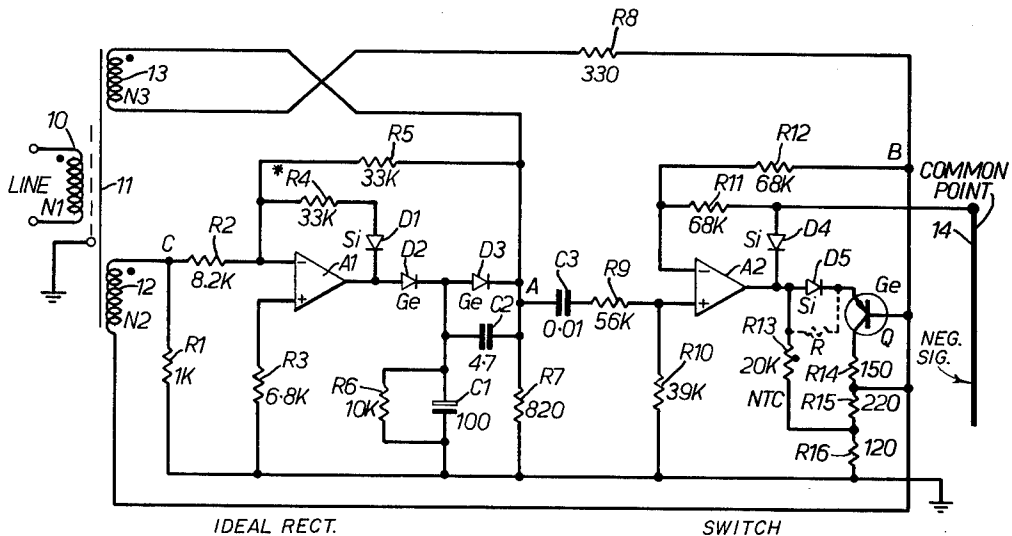 R8
330
13
N3
10
LINE
N1
11
R5
33K
*
R4
33K
D1
Si
R12
68K
B
R11
68K
COMMON
POINT
14
C
R2
8.2K
A1
−
+
D2
Ge
D3
Ge
A
C2
4.7
C3
0.01
R9
56K
A2
−
+
D4
Si
D5
Si
Ge
Q
12
N2
R1
1K
R3
6.8K
R6
10K
C1
100
R7
820
R10
39K
R13
20K
NTC
R
R14
150
R15
220
R16
120
NEG.
SIG.
IDEAL RECT.
SWITCH